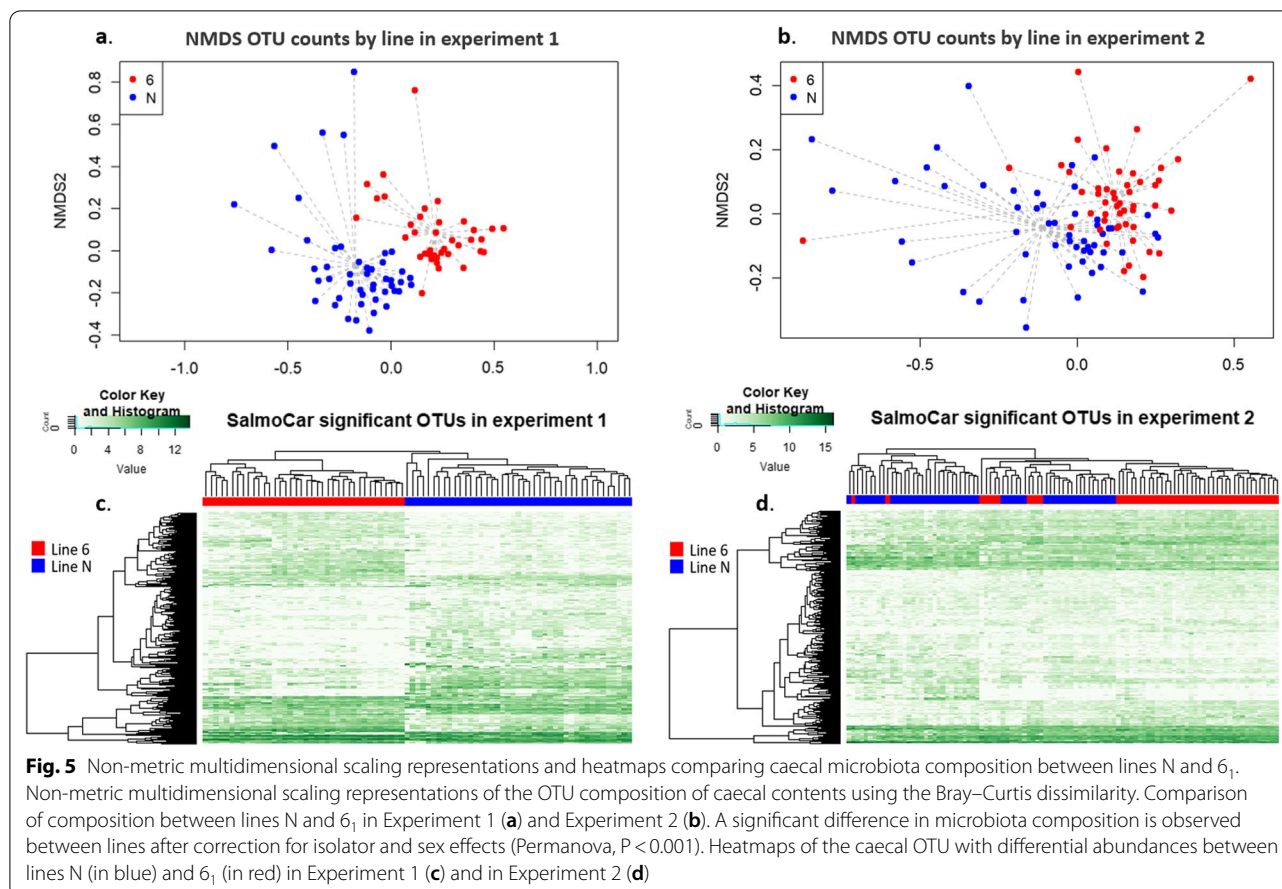 a.
NMDS OTU counts by line in experiment 1
6
N
NMDS2
0.8
0.6
0.4
0.2
0.0
-0.2
-0.4
-1.0
-0.5
0.0
0.5
1.0
b.
NMDS OTU counts by line in experiment 2
6
N
NMDS2
0.4
0.2
0.0
-0.2
-0.5
0.0
0.5
Color Key
and Histogram
Count
0
0 4 8 12
Value
SalmoCar significant OTUs in experiment 1
c.
Line 6
Line N
Color Key
and Histogram
Count
0
0 5 10 15
Value
SalmoCar significant OTUs in experiment 2
d.
Line 6
Line N
Fig. 5 Non-metric multidimensional scaling representations and heatmaps comparing caecal microbiota composition between lines N and 6₁.
Non-metric multidimensional scaling representations of the OTU composition of caecal contents using the Bray–Curtis dissimilarity. Comparison
of composition between lines N and 6₁ in Experiment 1 (a) and Experiment 2 (b). A significant difference in microbiota composition is observed
between lines after correction for isolator and sex effects (Permanova, P < 0.001). Heatmaps of the caecal OTU with differential abundances between
lines N (in blue) and 6₁ (in red) in Experiment 1 (c) and in Experiment 2 (d)